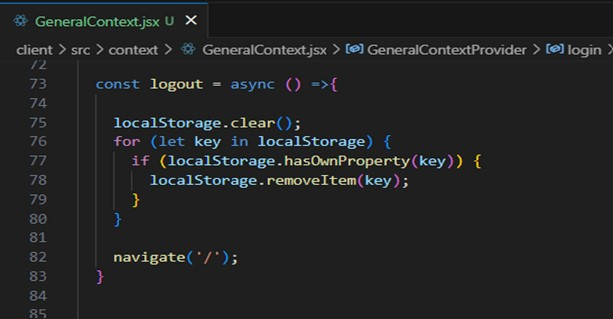 GeneralContext.jsx U ×
client > src > context > GeneralContext.jsx > GeneralContextProvider > login >
72
73 const logout = async () =>{
74
75 localStorage.clear();
76 for (let key in localStorage) {
77 if (localStorage.hasOwnProperty(key)) {
78 localStorage.removeItem(key);
79 }
80 }
81
82 navigate('/');
83 }
84
85